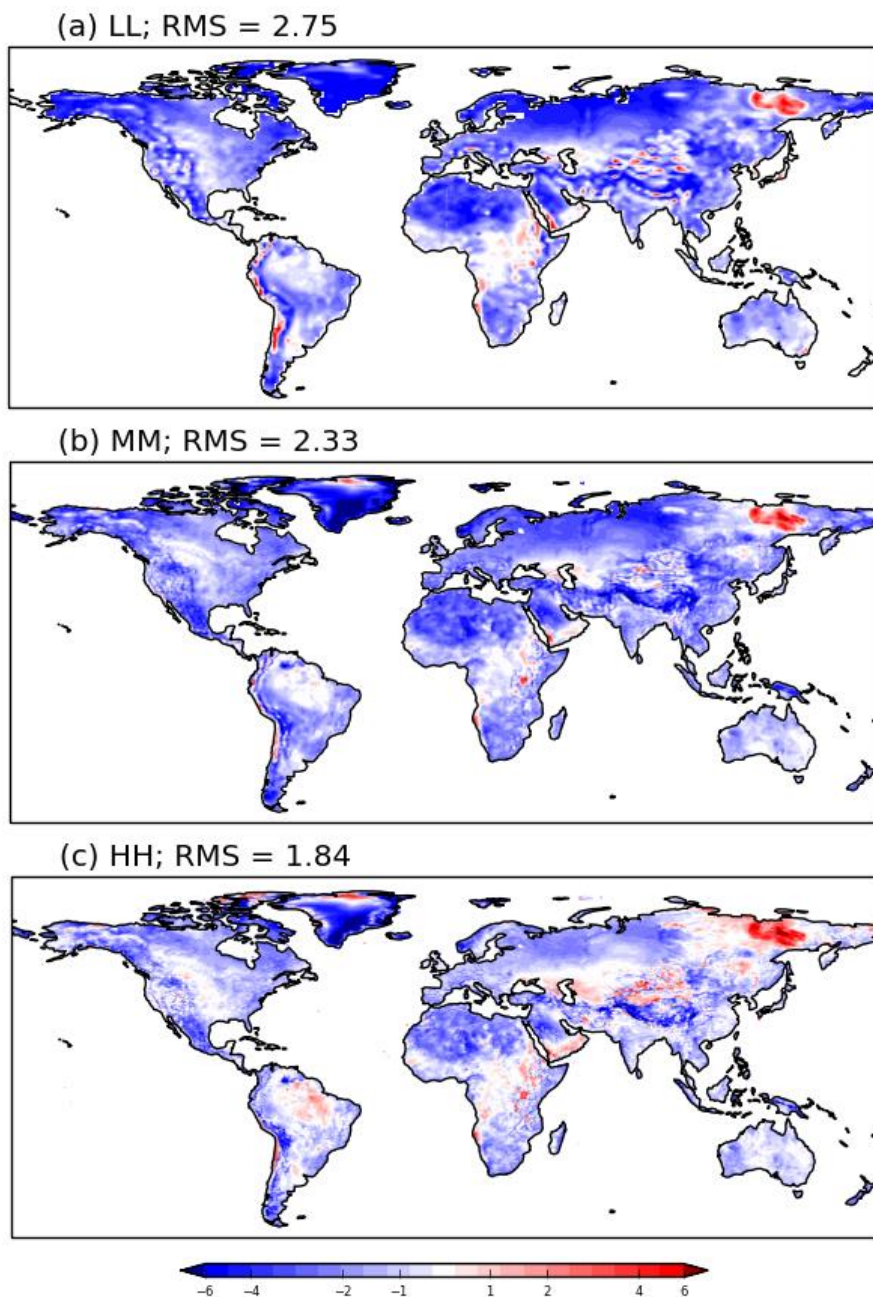 (a) LL; RMS = 2.75
(b) MM; RMS = 2.33
(c) HH; RMS = 1.84
−6 −4 −2 −1 1 2 4 6